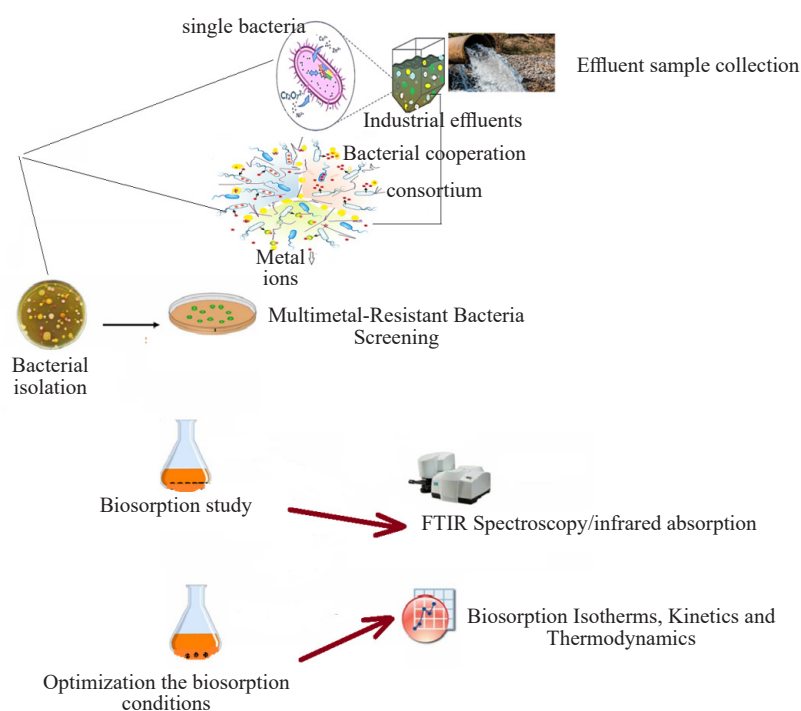 single bacteria
Effluent sample collection
Industrial effluents
Bacterial cooperation
consortium
Metal
ions
Multimetal-Resistant Bacteria
Screening
Bacterial
isolation
Biosorption study
FTIR Spectroscopy/infrared absorption
Biosorption Isotherms, Kinetics and
Thermodynamics
Optimization the biosorption
conditions